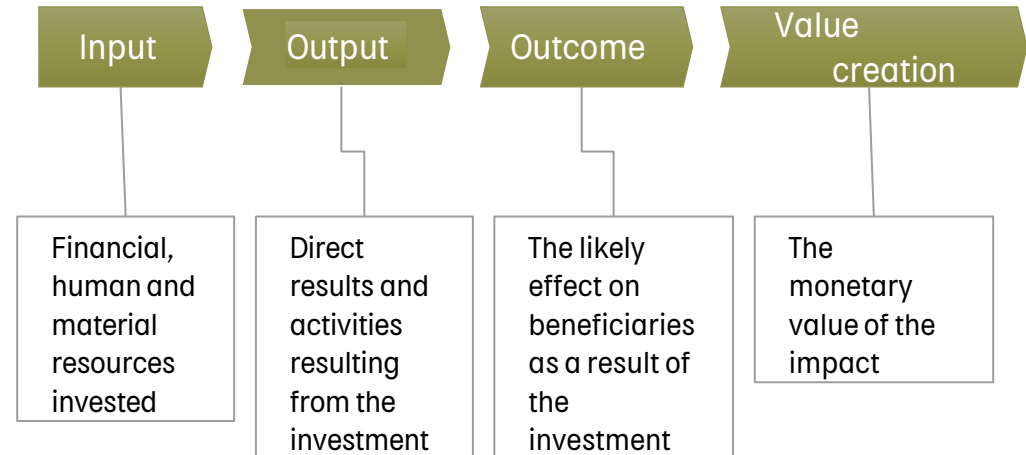 Input
Output
Outcome
Value
creation
Financial,
human and
material
resources
invested
Direct
results and
activities
resulting
from the
investment
The likely
effect on
beneficiaries
as a result of
the
investment
The
monetary
value of the
impact